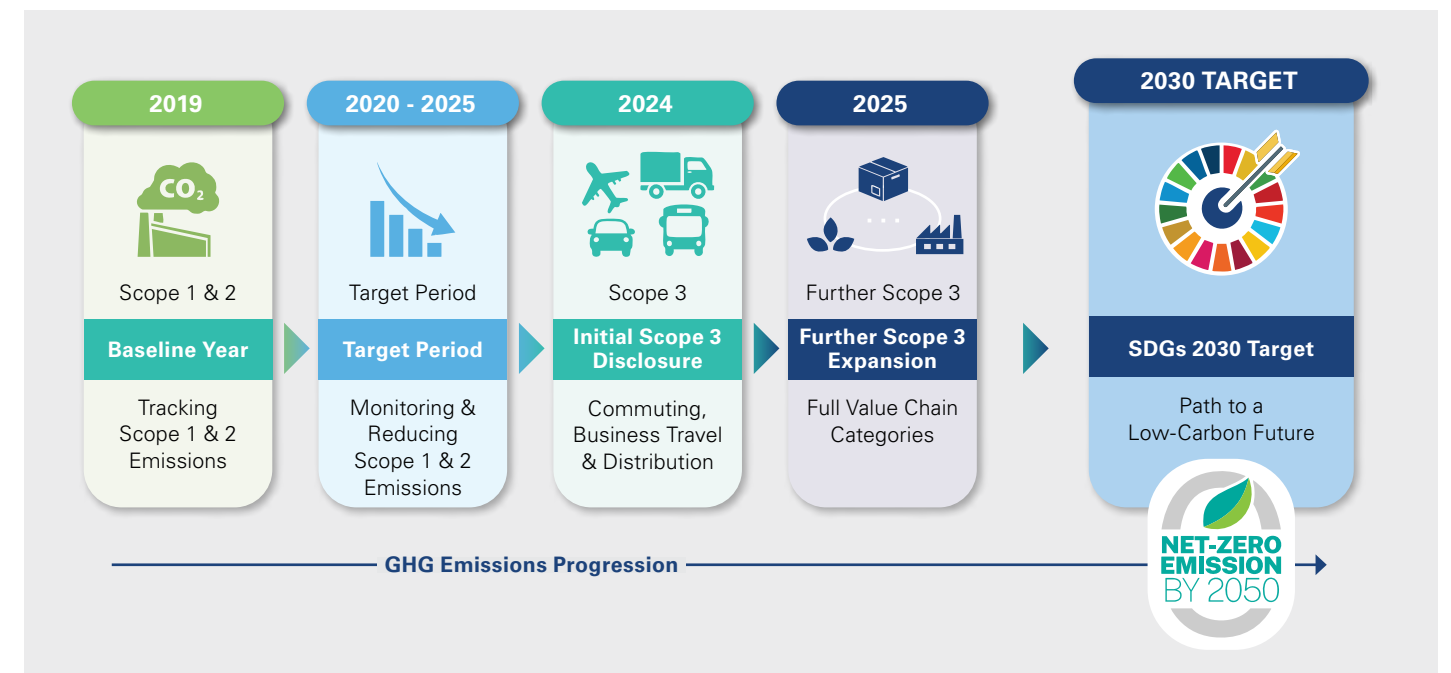 2019
CO₂
Scope 1 & 2
Baseline Year
Tracking
Scope 1 & 2
Emissions
2020 - 2025
Target Period
Target Period
Monitoring &
Reducing
Scope 1 & 2
Emissions
2024
Scope 3
Initial Scope 3
Disclosure
Commuting,
Business Travel
& Distribution
2025
Further Scope 3
Further Scope 3
Expansion
Full Value Chain
Categories
2030 TARGET
SDGs 2030 Target
Path to a
Low-Carbon Future
NET-ZERO
EMISSION
BY 2050
GHG Emissions Progression